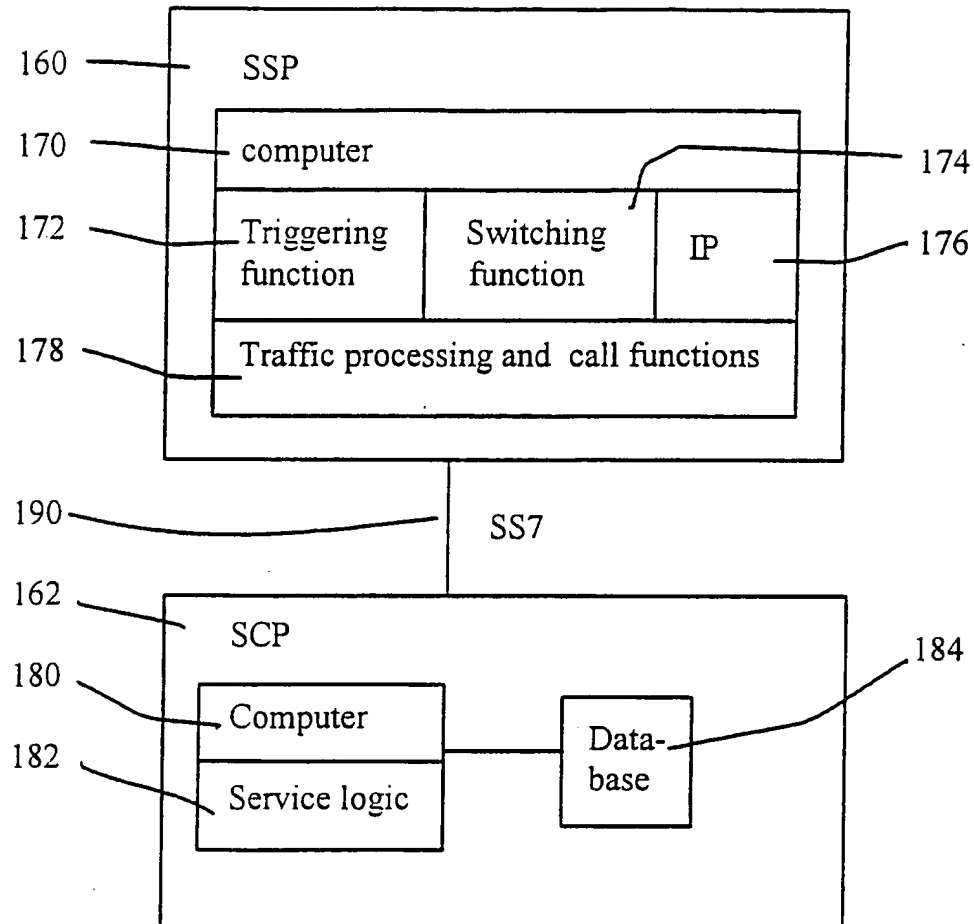 160
SSP
170
computer
174
172
Triggering
function
Switching
function
IP
176
178
Traffic processing and call functions
190
SS7
162
SCP
184
180
Computer
Data-
base
182
Service logic